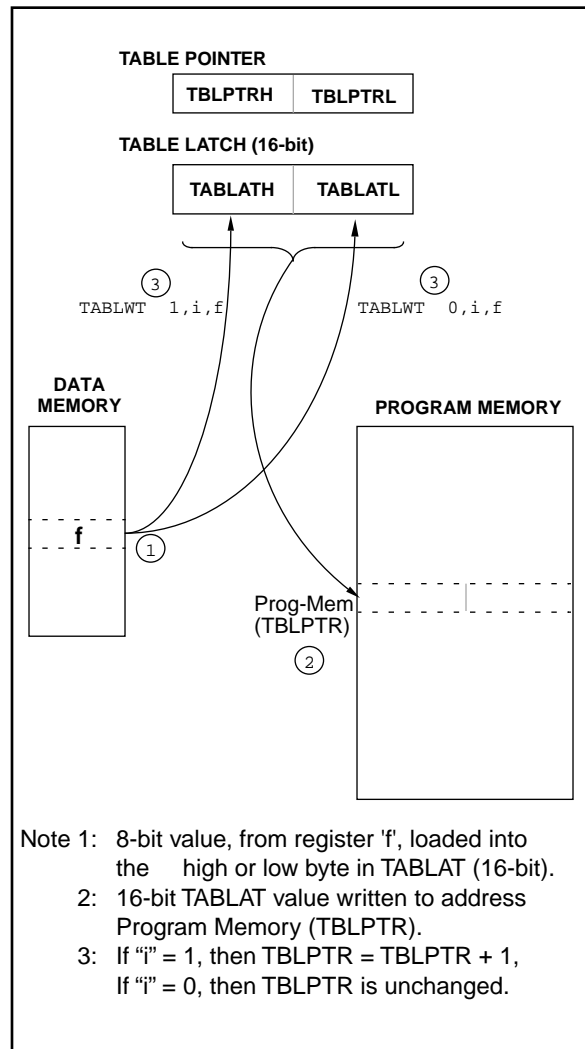 TABLE POINTER
TBLPTRH TBLPTRL
TABLE LATCH (16-bit)
TABLATH TABLATL
3 3
TABLWT 1,i,f TABLWT 0,i,f
DATA
MEMORY
PROGRAM MEMORY
f
1
Prog-Mem
(TBLPTR)
2
Note 1: 8-bit value, from register 'f', loaded into
the high or low byte in TABLAT (16-bit).
2: 16-bit TABLAT value written to address
Program Memory (TBLPTR).
3: If “i” = 1, then TBLPTR = TBLPTR + 1,
If “i” = 0, then TBLPTR is unchanged.